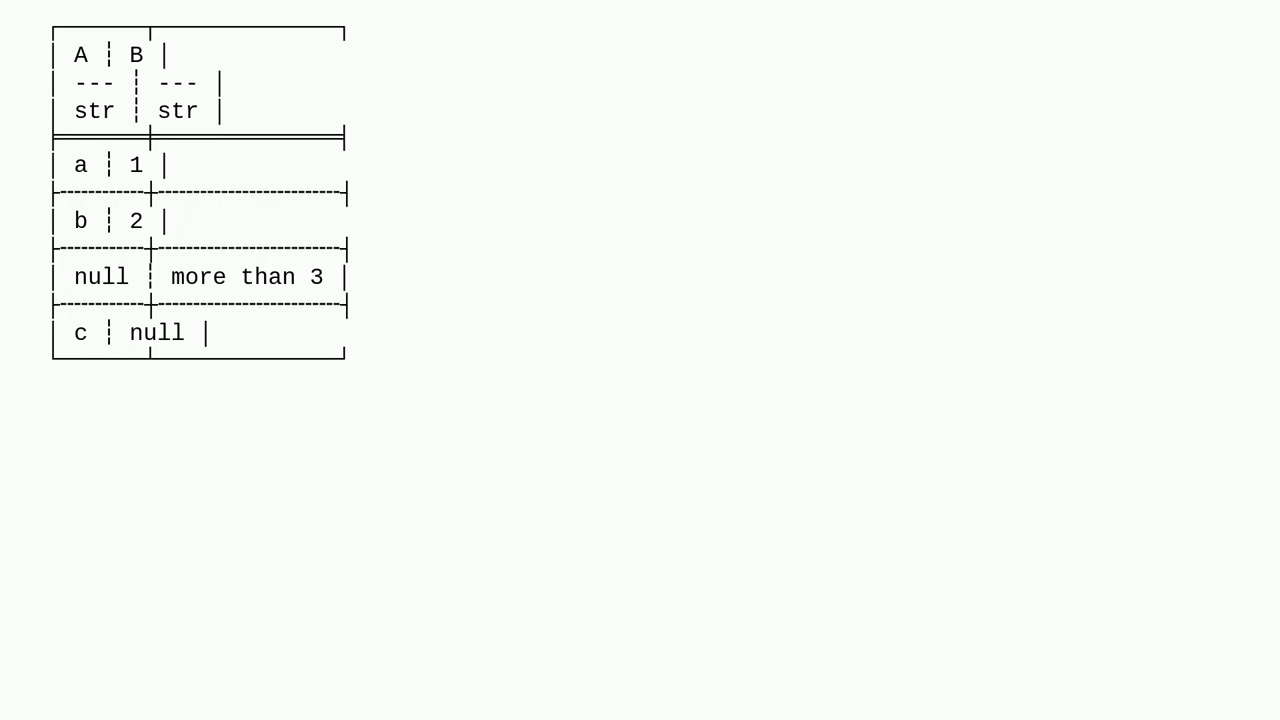 ┌──────┬─────────────┐
│ A ┆ B │
│ --- ┆ --- │
│ str ┆ str │
╞══════╪═════════════╡
│ a ┆ 1 │
├╌╌╌╌╌╌┼╌╌╌╌╌╌╌╌╌╌╌╌╌┤
│ b ┆ 2 │
├╌╌╌╌╌╌┼╌╌╌╌╌╌╌╌╌╌╌╌╌┤
│ null ┆ more than 3 │
├╌╌╌╌╌╌┼╌╌╌╌╌╌╌╌╌╌╌╌╌┤
│ c ┆ null │
└──────┴─────────────┘